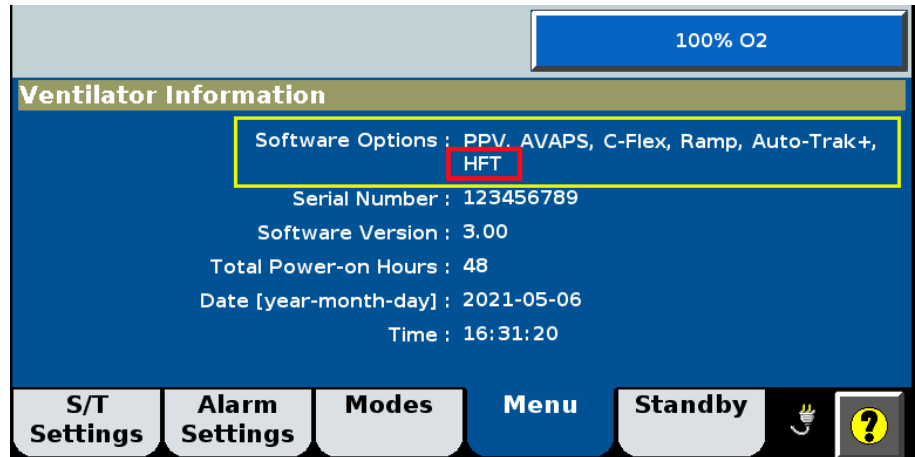 100% O2
Ventilator Information
Software Options : PPV, AVAPS, C-Flex, Ramp, Auto-Trak+,
HFT
Serial Number : 123456789
Software Version : 3.00
Total Power-on Hours : 48
Date [year-month-day] : 2021-05-06
Time : 16:31:20
S/T Settings
Alarm Settings
Modes
Menu
Standby
?